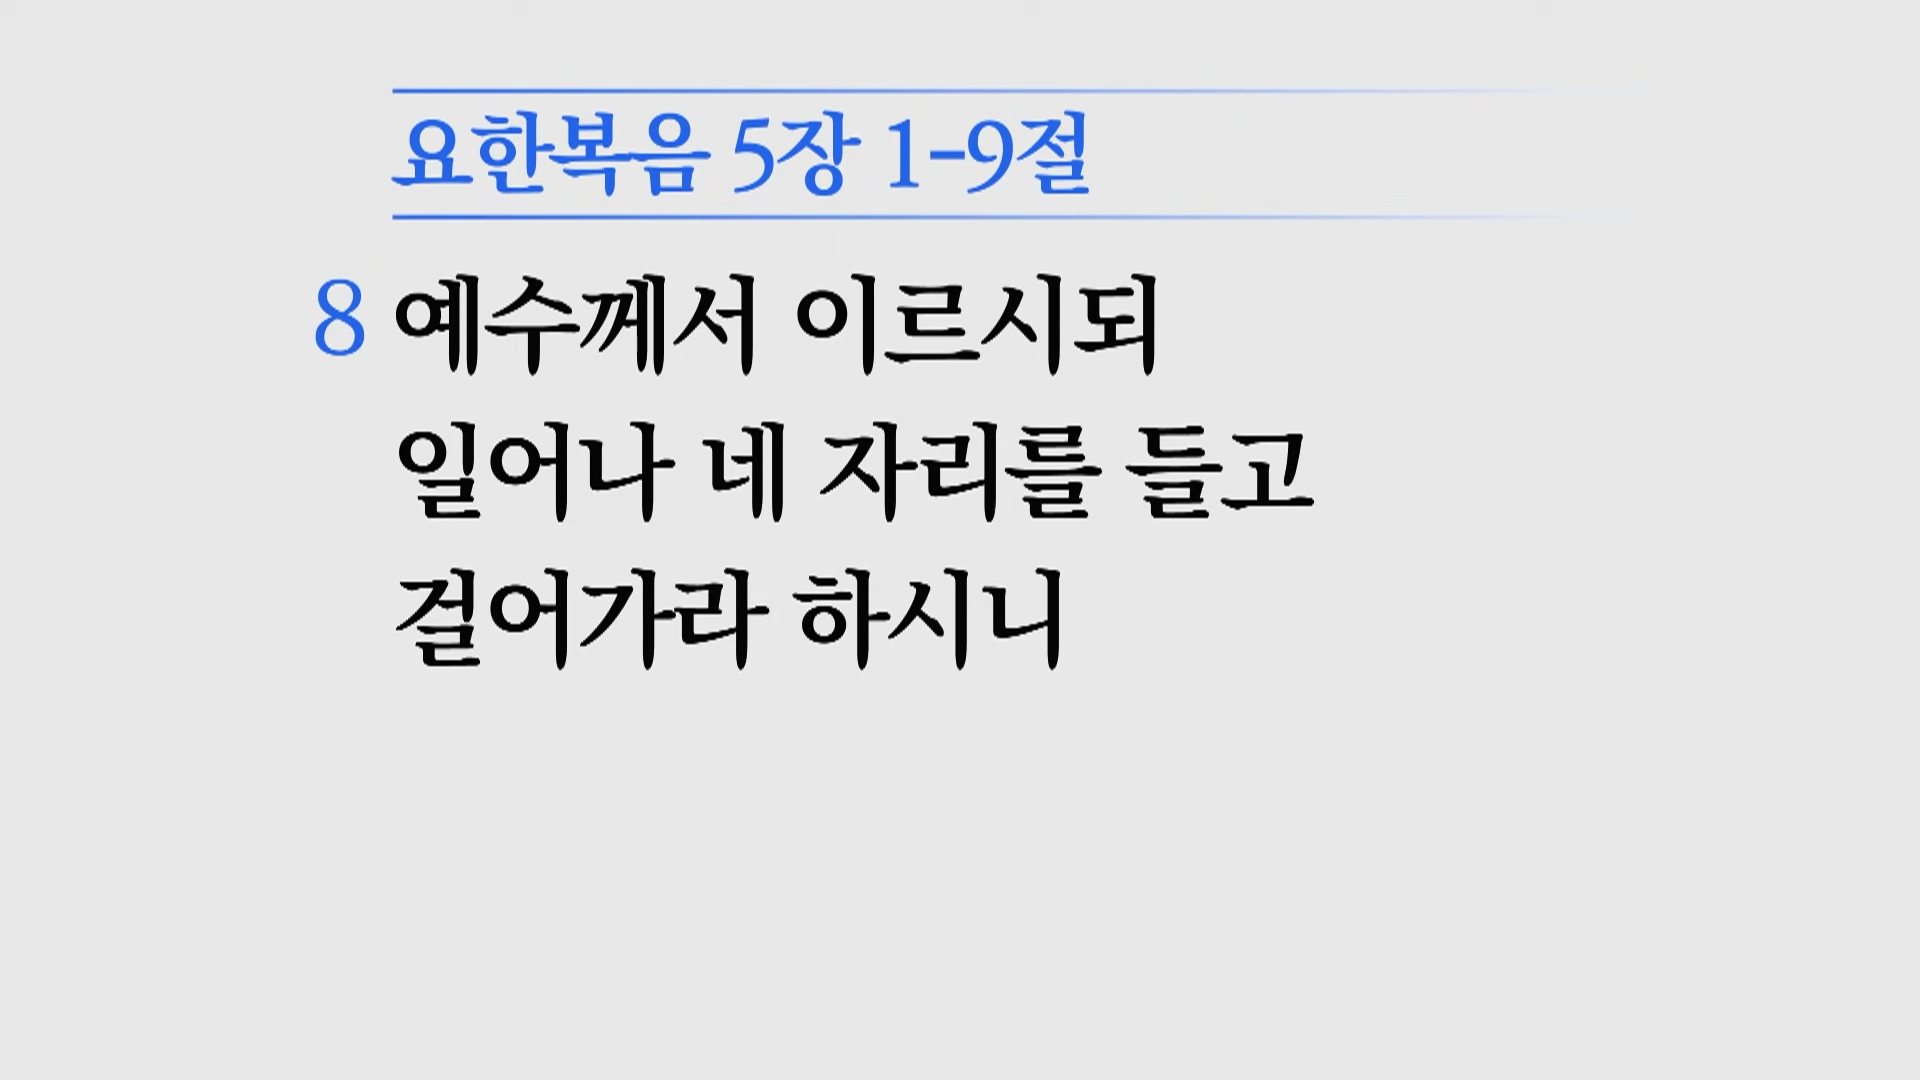 요한복음 5장 1-9절
8 예수께서 이르시되
일어나 네 자리를 들고
걸어가라 하시니